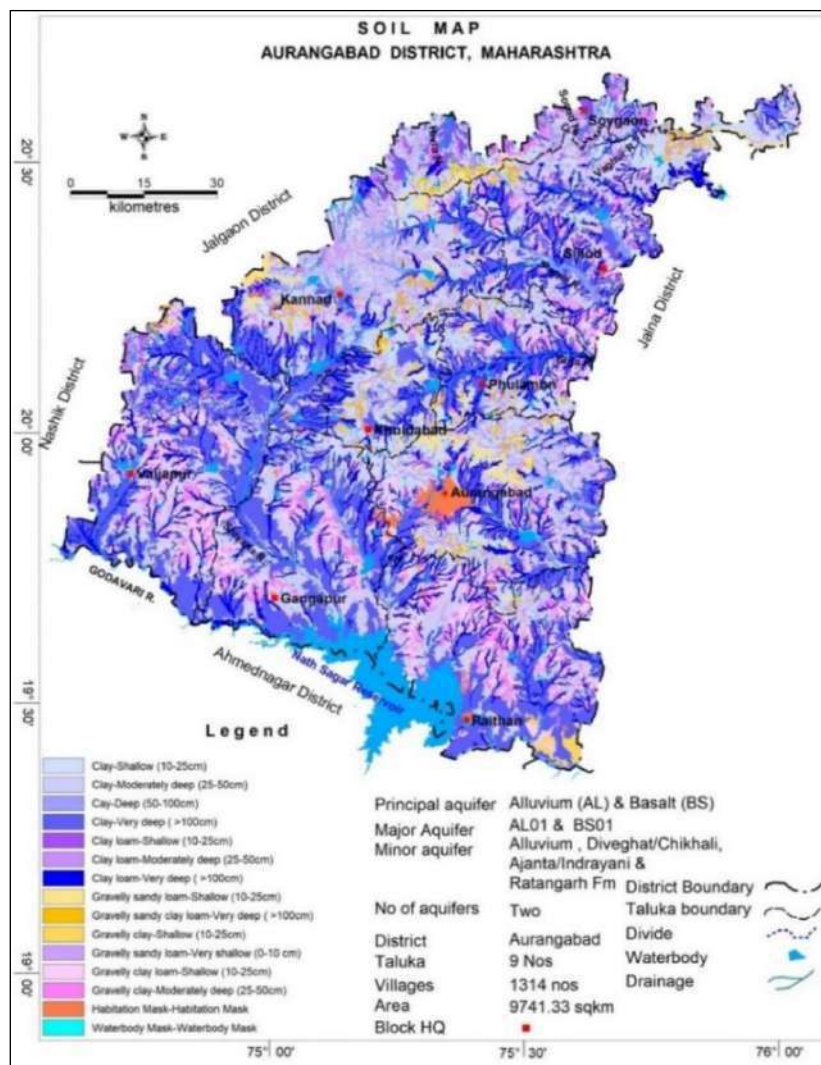 SOIL MAP
AURANGABAD DISTRICT, MAHARASHTRA
N
W E
S
0 15 30
kilometres
20° 30'
20° 00'
19° 30'
19° 00'
Jalgaon District
Nashik District
Jalna District
Ahmednagar District
Soygaon
Sillod
Kannad
Phulambri
Khuldabad
Aurangabad
Vaijapur
GODAVARI R.
Gangapur
Nath Sagar Reservoir
Paithan
Legend
Clay-Shallow (10-25cm)
Clay-Moderately deep (25-50cm)
Cay-Deep (50-100cm)
Clay-Very deep ( >100cm)
Clay loam-Shallow (10-25cm)
Clay loam-Moderately deep (25-50cm)
Clay loam-Very deep ( >100cm)
Gravelly sandy loam-Shallow (10-25cm)
Gravelly sandy clay loam-Very deep ( >100cm)
Gravelly clay-Shallow (10-25cm)
Gravelly sandy loam-Very shallow (0-10 cm)
Gravelly clay loam-Shallow (10-25cm)
Gravelly clay-Moderately deep (25-50cm)
Habitation Mask-Habitation Mask
Waterbody Mask-Waterbody Mask
Principal aquifer Alluvium (AL) & Basalt (BS)
Major Aquifer AL01 & BS01
Minor aquifer Alluvium , Diveghat/Chikhali,
Ajanta/Indrayani &
Ratangarh Fm
No of aquifers Two
District Aurangabad
Taluka 9 Nos
Villages 1314 nos
Area 9741.33 sqkm
Block HQ
District Boundary
Taluka boundary
Divide
Waterbody
Drainage
75° 00' 75° 30' 76° 00'